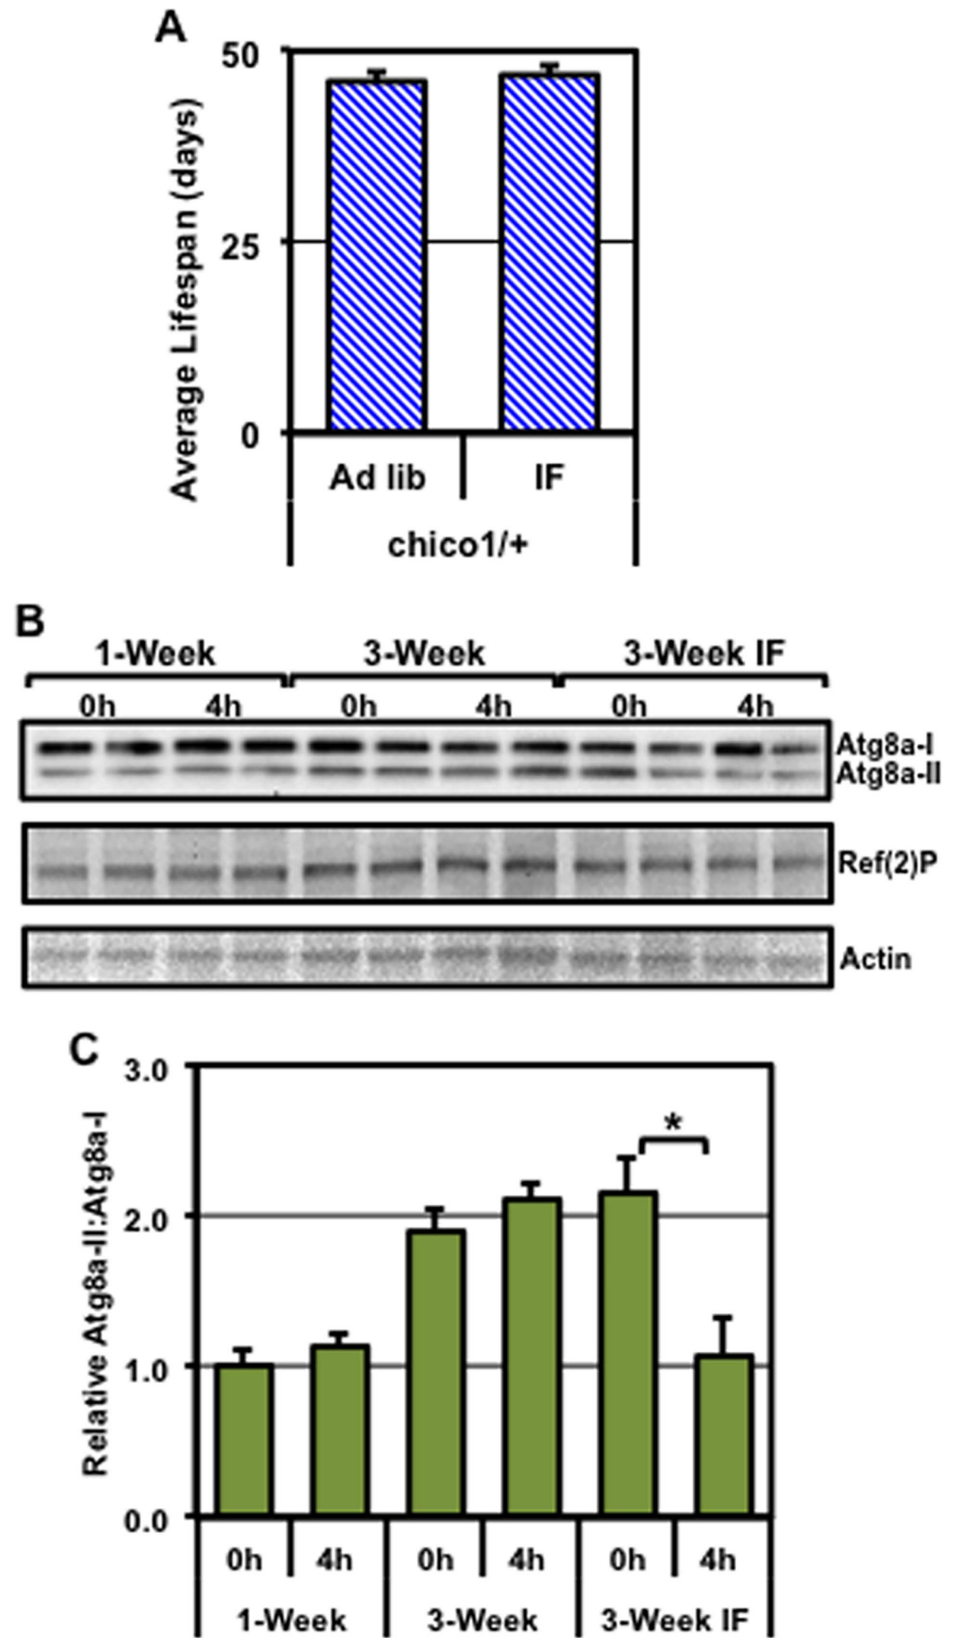 A
Average Lifespan (days)
50
25
0
Ad lib IF
chico1/+
B
1-Week 3-Week 3-Week IF
0h 4h 0h 4h 0h 4h
Atg8a-I
Atg8a-II
Ref(2)P
Actin
C
Relative Atg8a-II:Atg8a-I
3.0
*
2.0
1.0
0.0
0h 4h 0h 4h 0h 4h
1-Week 3-Week 3-Week IF